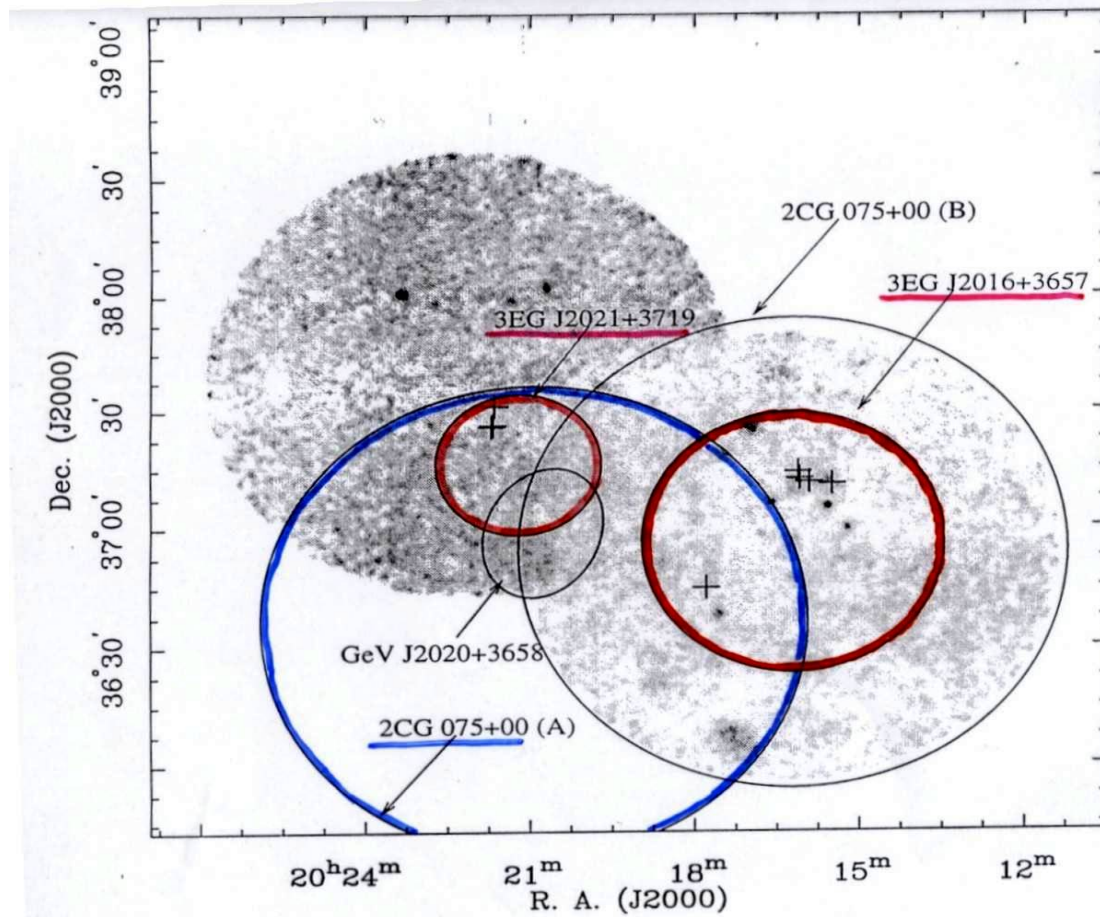 39°00'
30'
38°00'
30'
37°00'
30'
36°
Dec. (J2000)
2CG 075+00 (B)
3EG J2016+3657
3EG J2021+3719
GeV J2020+3658
2CG 075+00 (A)
20h24m 21m 18m 15m 12m
R. A. (J2000)